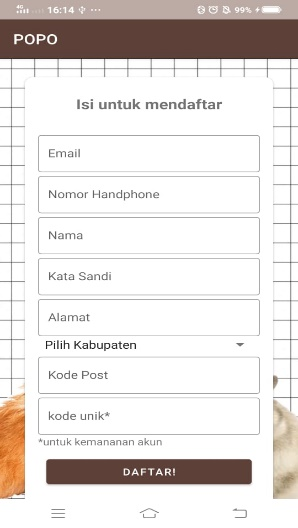 4G 16:14 99%
POPO
Isi untuk mendaftar
Email
Nomor Handphone
Nama
Kata Sandi
Alamat
Pilih Kabupaten
Kode Post
kode unik*
*untuk kemananan akun
DAFTAR!